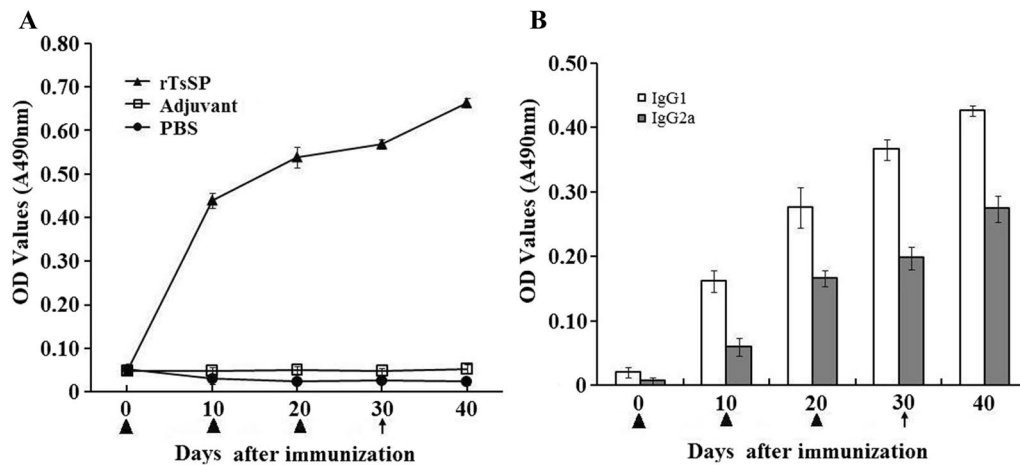 A
OD Values (A490nm)
0.80
0.70
0.60
0.50
0.40
0.30
0.20
0.10
0
rTsSP
Adjuvant
PBS
0 10 20 30 40
Days after immunization
B
OD Values (A490nm)
0.50
0.40
0.30
0.20
0.10
0
IgG1
IgG2a
0 10 20 30 40
Days after immunization